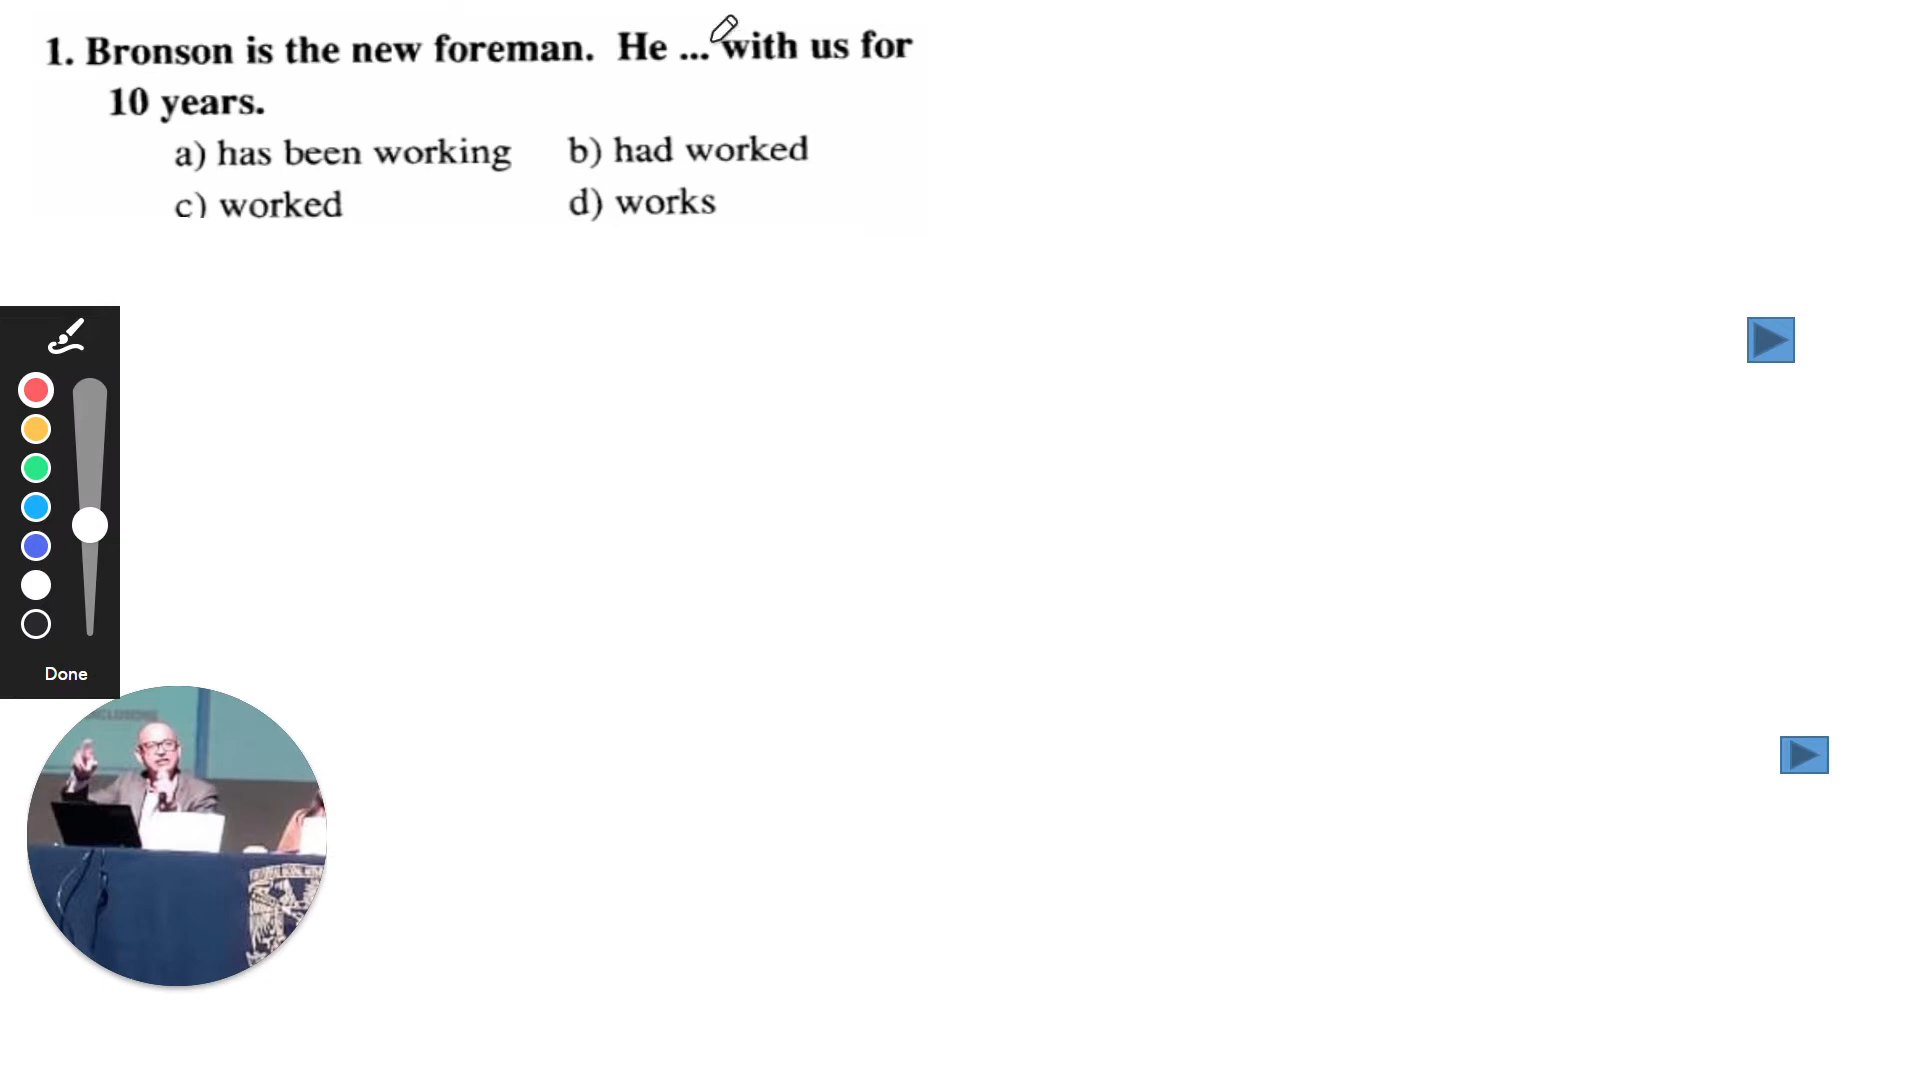 1. Bronson is the new foreman. He ... with us for
10 years.
a) has been working b) had worked
c) worked d) works
Done